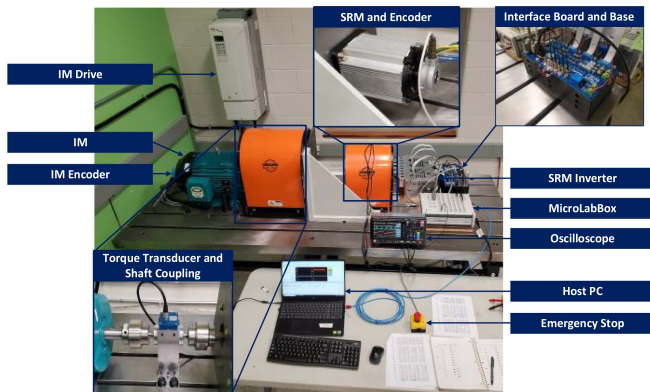 SRM and Encoder
Interface Board and Base
IM Drive
IM
IM Encoder
SRM Inverter
MicroLabBox
Oscilloscope
Torque Transducer and
Shaft Coupling
Host PC
Emergency Stop